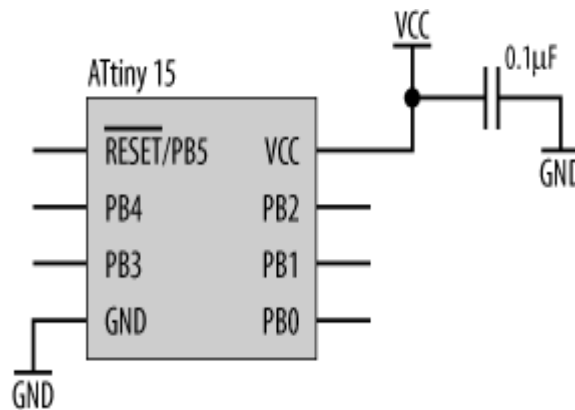 VCC
0.1µF
ATtiny 15
RESET/PB5 VCC
GND
PB4 PB2
PB3 PB1
GND PB0
GND